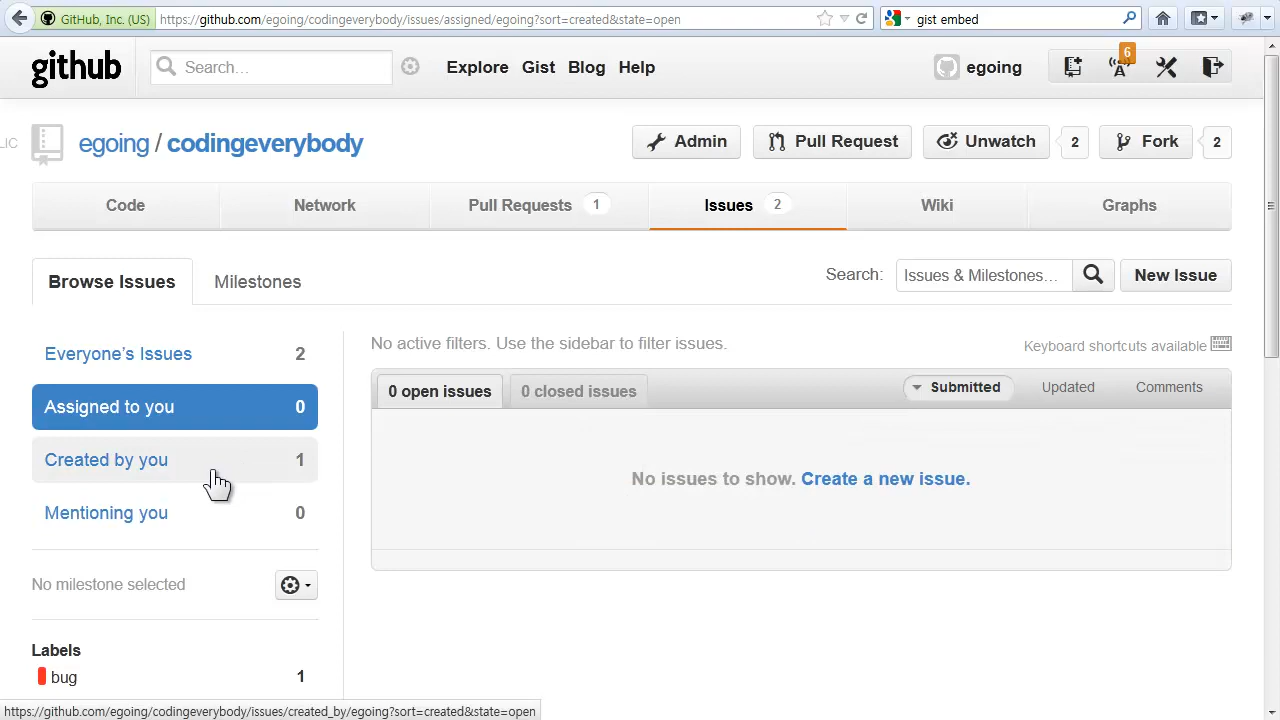 GitHub, Inc. (US) https://github.com/egoing/codingeverybody/issues/assigned/egoing?sort=created&state=open gist embed
github Search… Explore Gist Blog Help egoing 6
LIC egoing / codingeverybody Admin Pull Request Unwatch 2 Fork 2
Code Network Pull Requests 1 Issues 2 Wiki Graphs
Browse Issues Milestones Search: Issues & Milestones… New Issue
Everyone’s Issues 2
Assigned to you 0
Created by you 1
Mentioning you 0
No milestone selected
Labels
bug 1
No active filters. Use the sidebar to filter issues. Keyboard shortcuts available
0 open issues 0 closed issues Submitted Updated Comments
No issues to show. Create a new issue.
https://github.com/egoing/codingeverybody/issues/created_by/egoing?sort=created&state=open